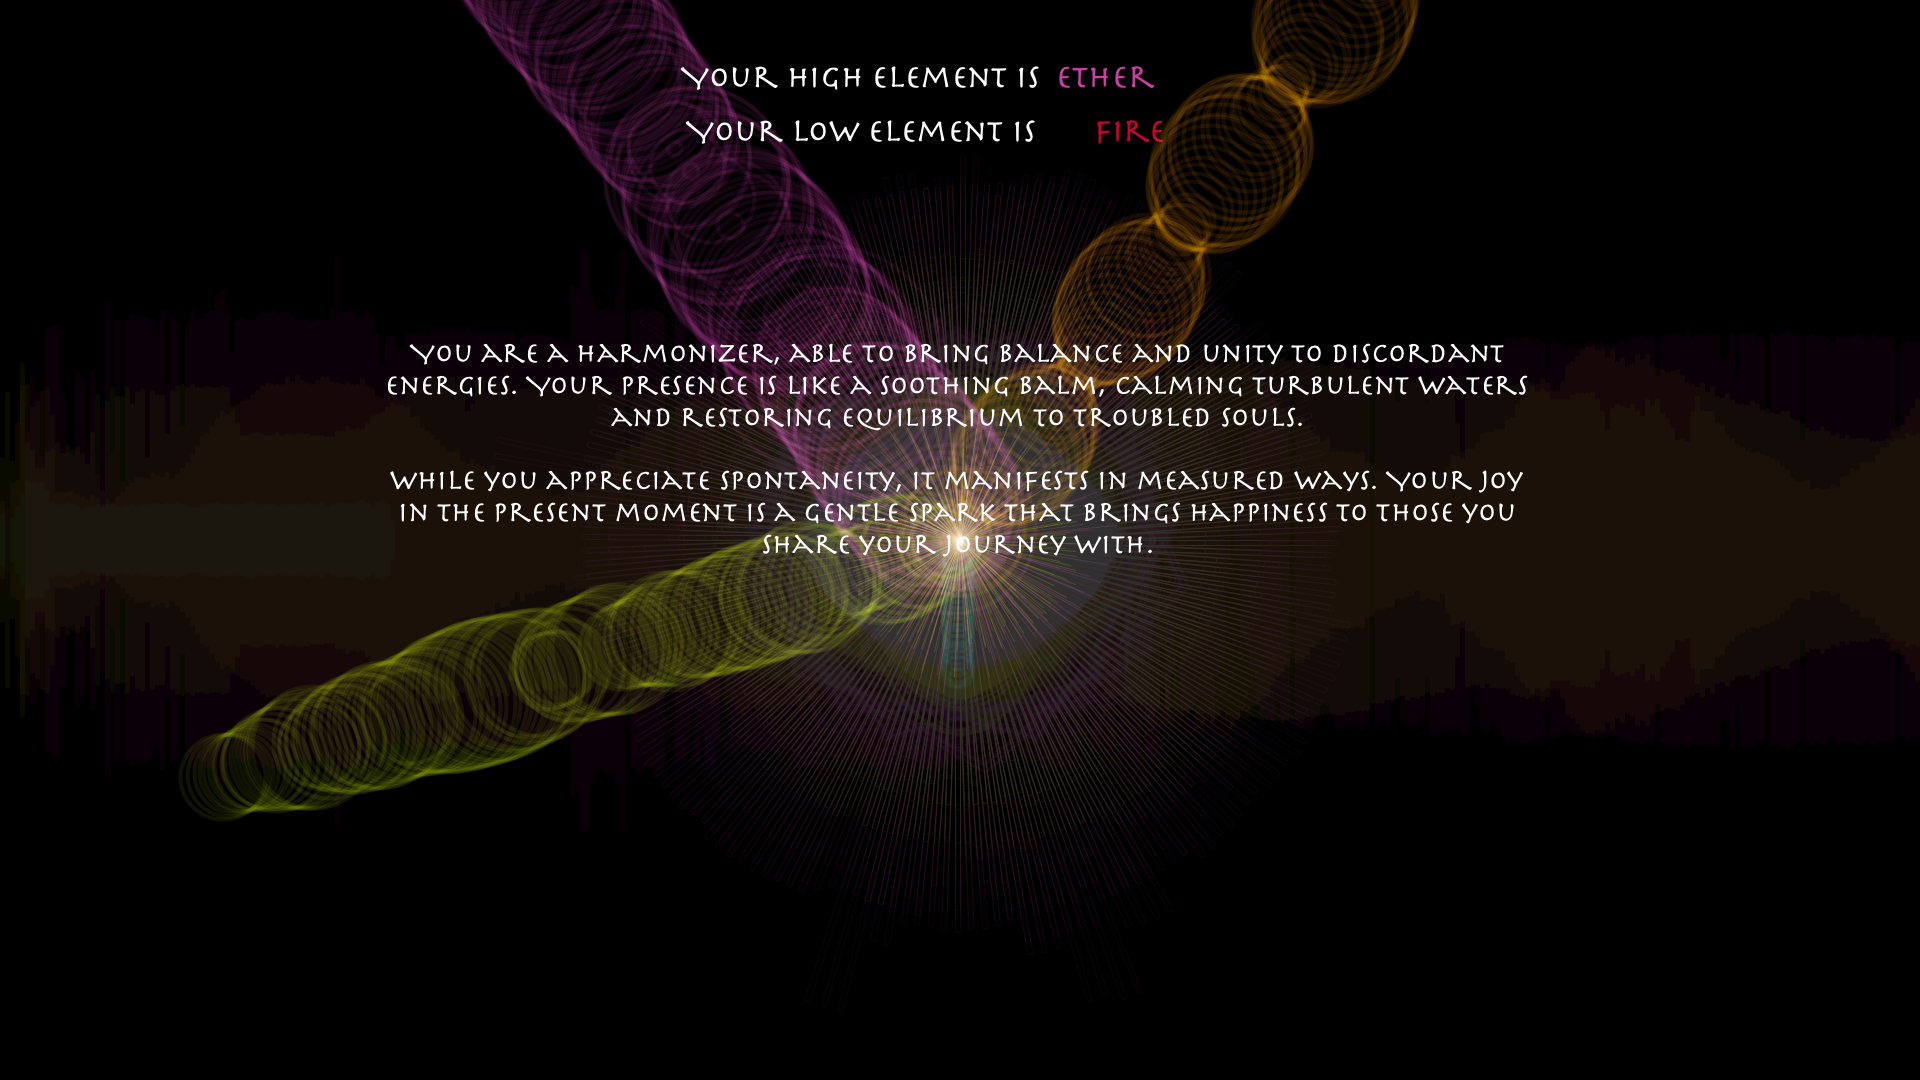 Your high element is ether
Your low element is fire
You are a harmonizer, able to bring balance and unity to discordant
energies. Your presence is like a soothing balm, calming turbulent waters
and restoring equilibrium to troubled souls.
While you appreciate spontaneity, it manifests in measured ways. Your joy
in the present moment is a gentle spark that brings happiness to those you
share your journey with.